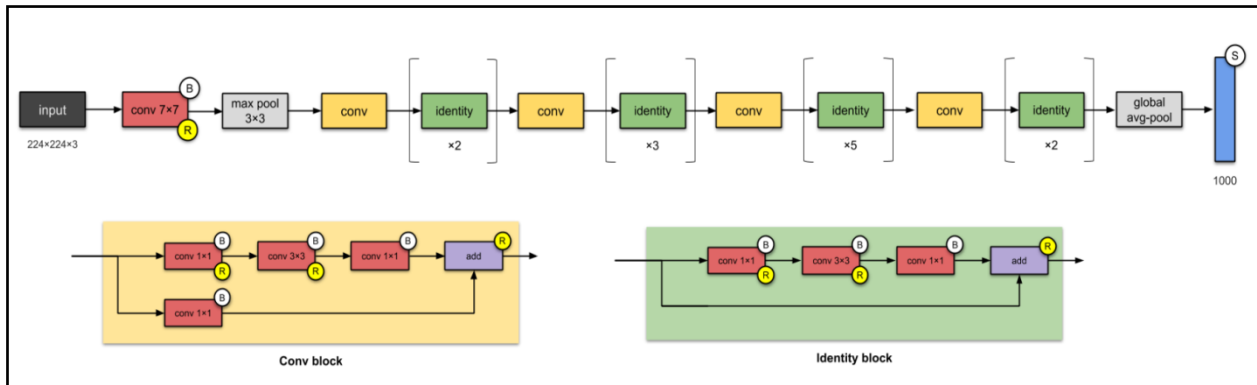 S
B
input
conv 7×7
max pool
3×3
conv
identity
conv
identity
conv
identity
conv
identity
global
avg-pool
R
224×224×3
×2
×3
×5
×2
1000
B
B
B
R
conv 1×1
conv 3×3
conv 1×1
add
R
R
B
conv 1×1
Conv block
B
B
B
R
conv 1×1
conv 3×3
conv 1×1
add
R
R
Identity block